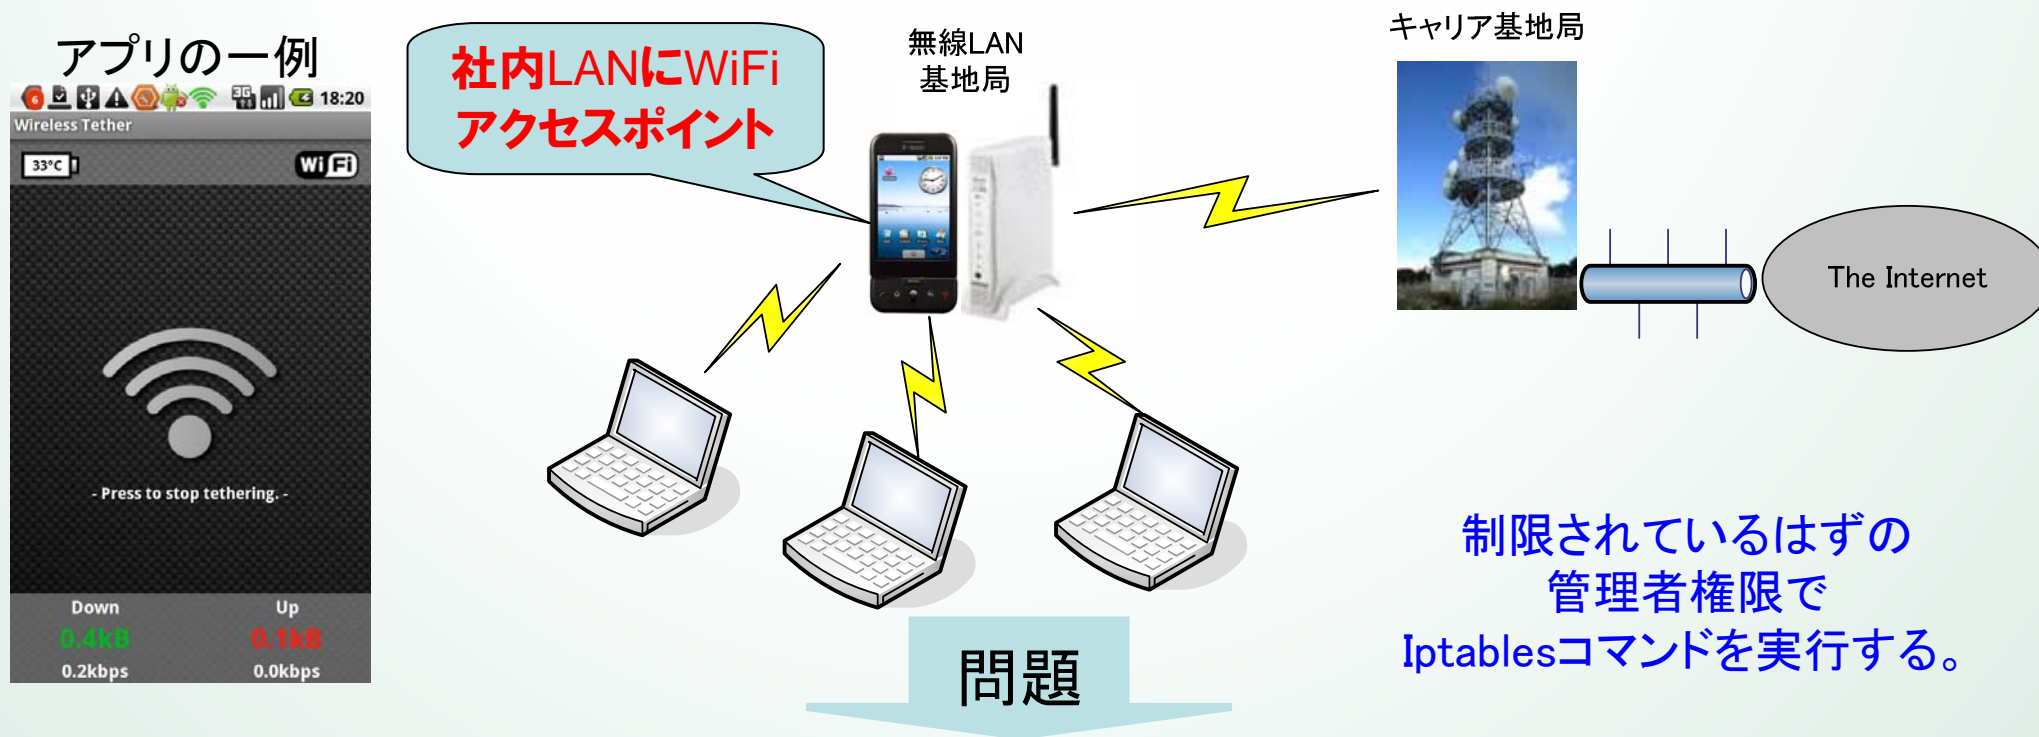 アプリの一例
6
3G
18:20
Wireless Tether
33°C
WiFi
- Press to stop tethering. -
Down
Up
0.4kB
0.1kB
0.2kbps
0.0kbps
社内LANにWiFi
アクセスポイント
無線LAN
基地局
キャリア基地局
The Internet
制限されているはずの
管理者権限で
Iptablesコマンドを実行する。
問題